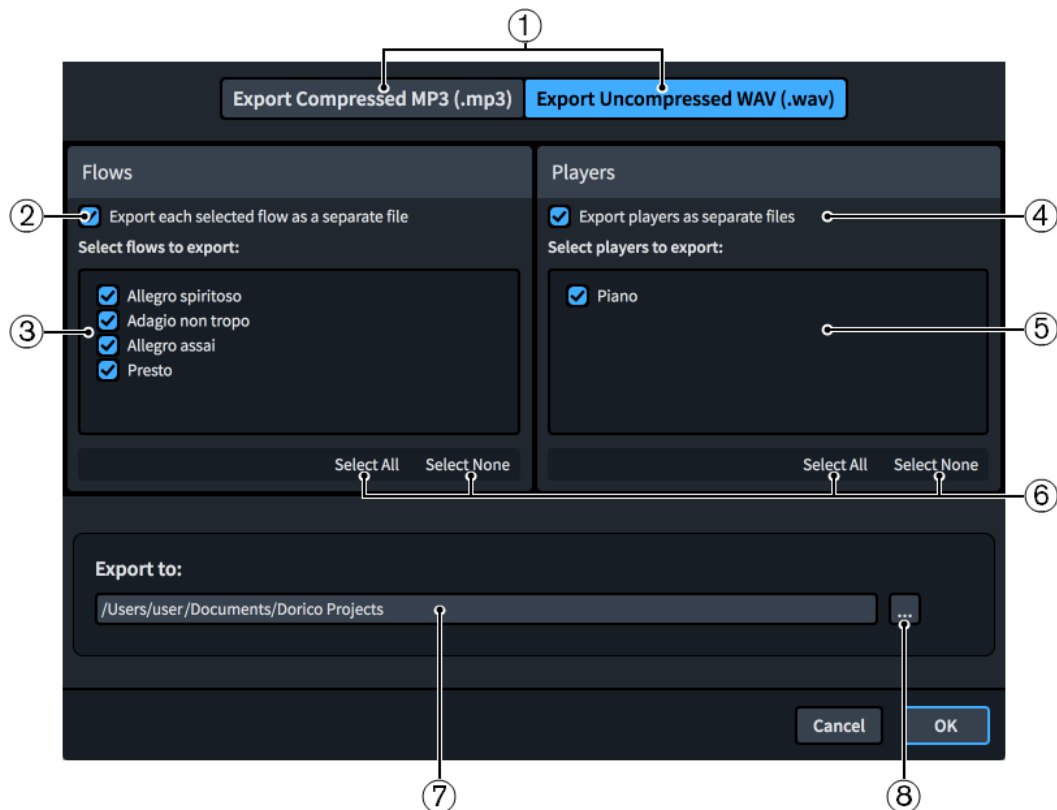 ①
Export Compressed MP3 (.mp3) Export Uncompressed WAV (.wav)
Flows
Players
② Export each selected flow as a separate file
Export players as separate files ④
Select flows to export:
Select players to export:
Allegro spiritoso
Adagio non tropo
③ Allegro assai
Presto
Piano
⑤
Select All Select None
Select All Select None
⑥
Export to:
/Users/user/Documents/Dorico Projects
...
Cancel OK
⑦ ⑧